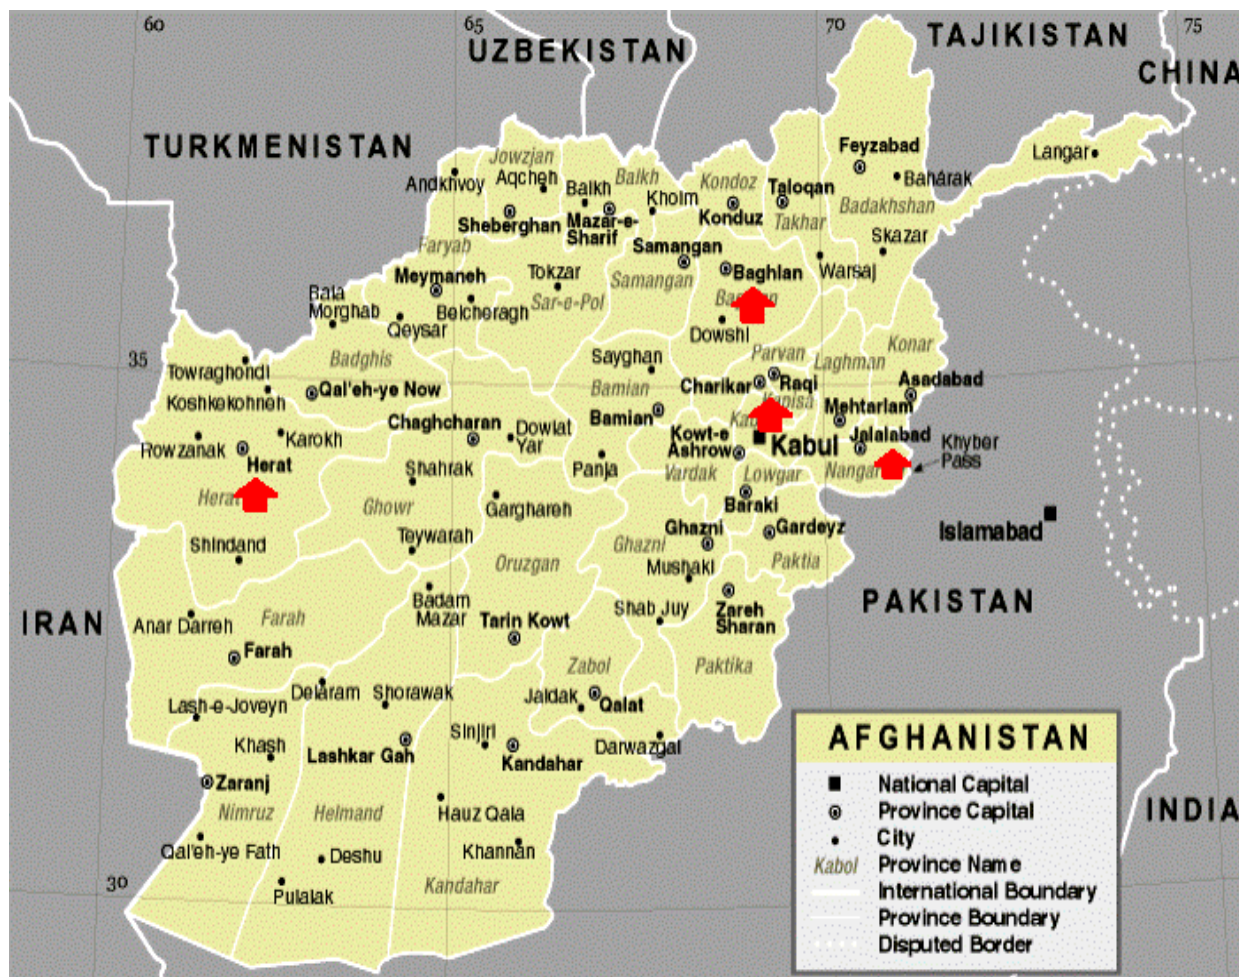 60
65
70
75
UZBEKISTAN
TAJIKISTAN
CHINA
TURKMENISTAN
Jowzjan
Andkhvoy
Aqcheh
Balkh
Balkh
Kholm
Kondoz
Taloqan
Feyzabad
Langar
Bahárak
Sheberghan
Mazar-e-
Sharif
Konduz
Takhar
Badakhshan
Faryab
Samangan
Skazar
Meymaneh
Tokzar
Samangan
Baghlan
Warsaj
Bala
Morghab
Belcheragh
Sar-e-Pol
Qeysar
Dowshi
35
Towraghondi
Badghis
Sayghan
Parvan
Laghman
Konar
Koshkekohneh
Qal'eh-ye Now
Bamian
Charikar
Raqi
Asadabad
Kapisa
Mehtarlam
Chaghcharan
Dowlat
Yar
Bamian
Rowzanak
Karokh
Kowt-e
Ashrow
Kabul
Jalalabad
Khyber
Pass
Herat
Shahrak
Panja
Vardak
Lowgar
Herat
Ghowr
Garghareh
Baraki
Shindand
Teywarah
Ghazni
Ghazni
Gardeyz
Islamabad
Oruzgan
Mushaki
Paktia
IRAN
Anar Darreh
Farah
Badam
Mazar
Tarin Kowt
Shab Juy
Zareh
Sharan
PAKISTAN
Farah
Zabol
Paktika
Delaram
Shorawak
Jaldak
Qalat
Lash-e-Joveyn
Khash
Lashkar Gah
Sinjiri
Kandahar
Darwazgal
Zaranj
Nimruz
Helmand
Hauz Qala
Qal'eh-ye Fath
Deshu
Khannan
30
Pulalak
Kandahar
INDIA
AFGHANISTAN
National Capital
Province Capital
City
Kabol
Province Name
International Boundary
Province Boundary
Disputed Border